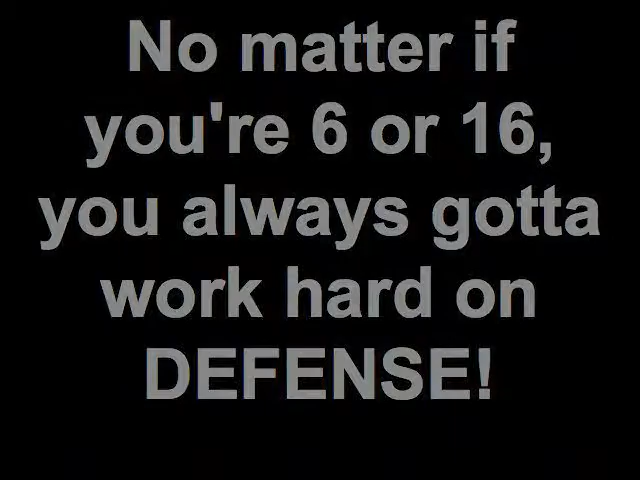 No matter if
you're 6 or 16,
you always gotta
work hard on
DEFENSE!